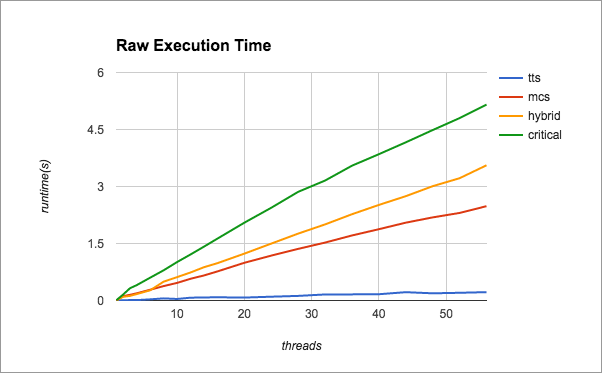 Raw Execution Time
6
4.5
3
1.5
0
runtime(s)
10
20
30
40
50
threads
tts
mcs
hybrid
critical